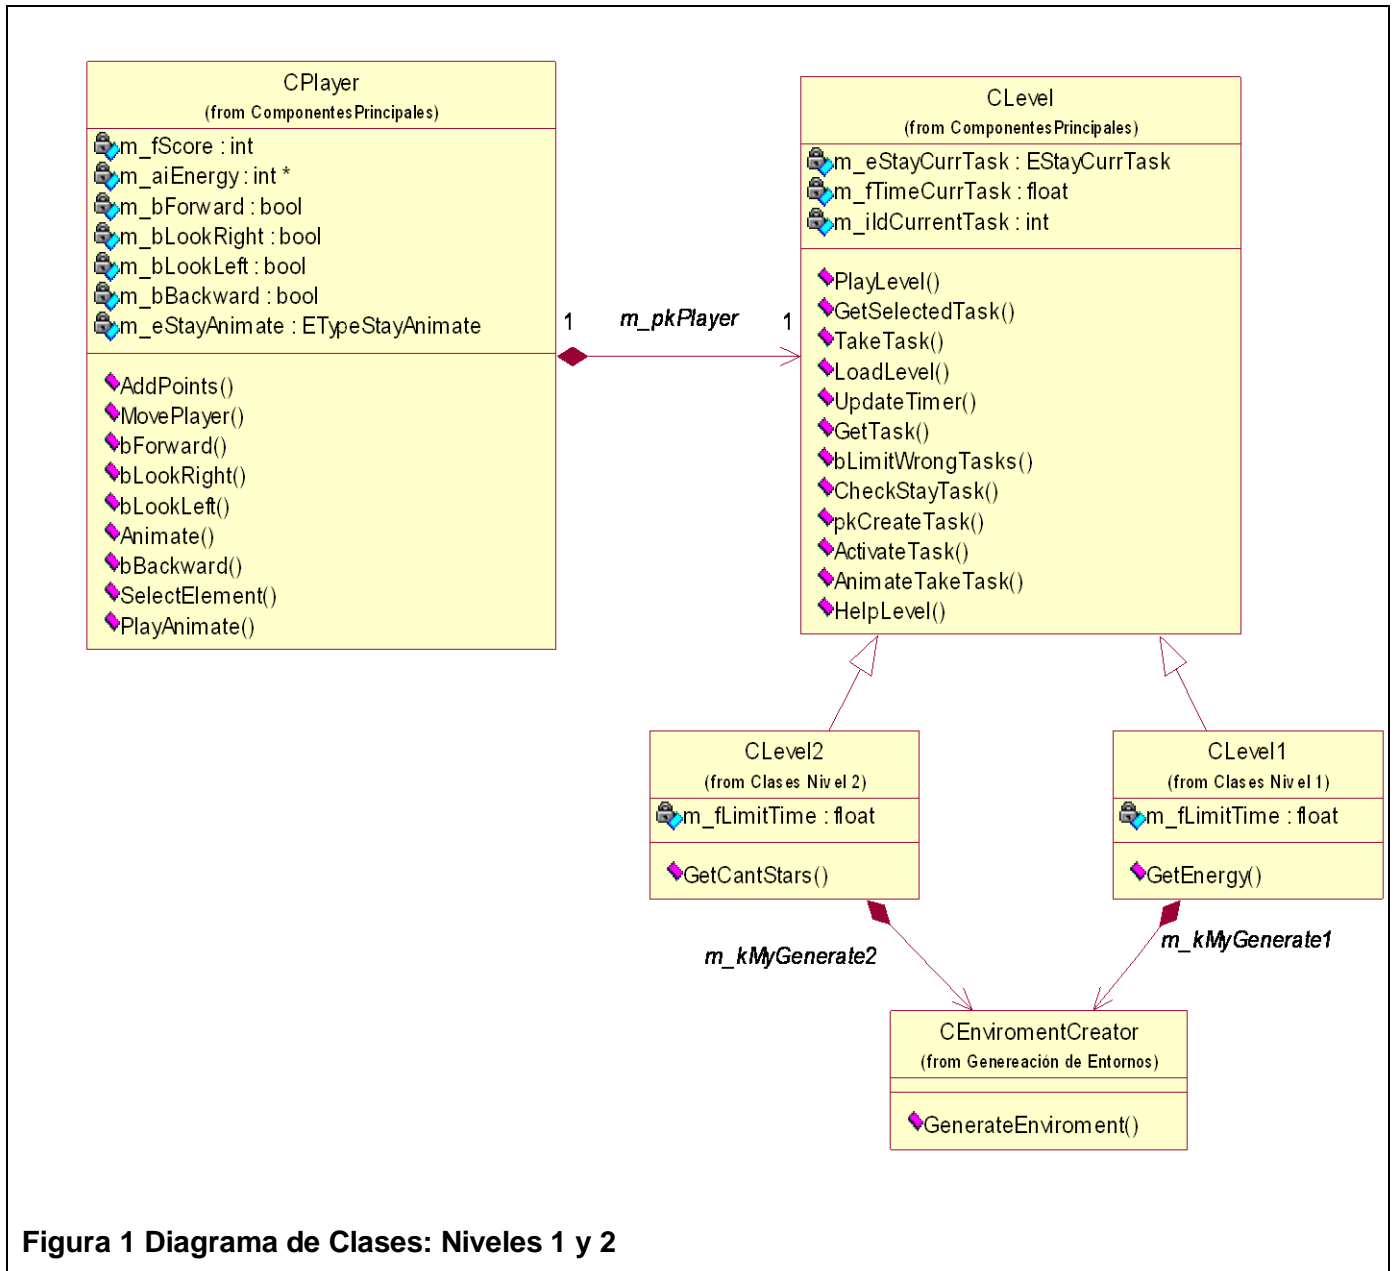 CPlayer
(from ComponentesPrincipales)
m_fScore : int
m_aiEnergy : int *
m_bForward : bool
m_bLookRight : bool
m_bLookLeft : bool
m_bBackward : bool
m_eStayAnimate : ETypeStayAnimate
AddPoints()
MovePlayer()
bForward()
bLookRight()
bLookLeft()
Animate()
bBackward()
SelectElement()
PlayAnimate()
1 m_pkPlayer 1
CLevel
(from ComponentesPrincipales)
m_eStayCurrTask : EStayCurrTask
m_fTimeCurrTask : float
m_iIdCurrentTask : int
PlayLevel()
GetSelectedTask()
TakeTask()
LoadLevel()
UpdateTimer()
GetTask()
bLimitWrongTasks()
CheckStayTask()
pkCreateTask()
ActivateTask()
AnimateTakeTask()
HelpLevel()
CLevel2
(from Clases Nivel 2)
m_fLimitTime : float
GetCantStars()
CLevel1
(from Clases Nivel 1)
m_fLimitTime : float
GetEnergy()
m_kMyGenerate2
m_kMyGenerate1
CEnviromentCreator
(from Genereación de Entornos)
GenerateEnviroment()
Figura 1 Diagrama de Clases: Niveles 1 y 2